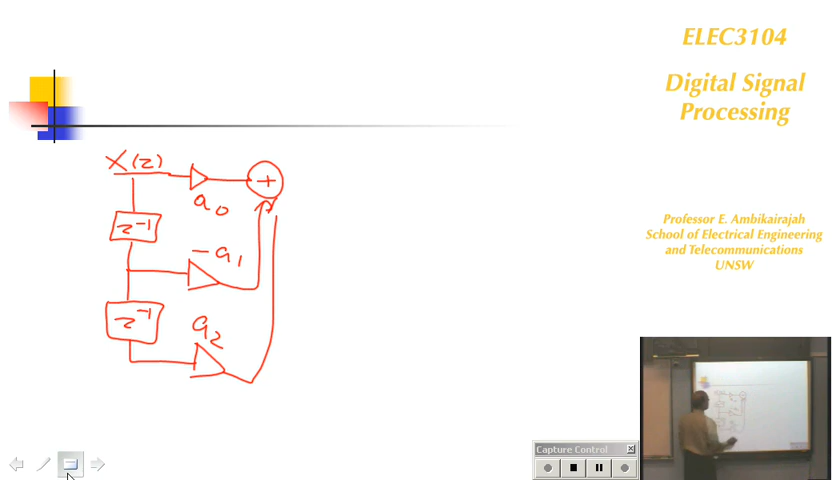 ELEC3104
Digital Signal
Processing
X(z)
+
a0
z^-1
-a1
z^-1
a2
Professor E. Ambikairajah
School of Electrical Engineering
and Telecommunications
UNSW
Capture Control